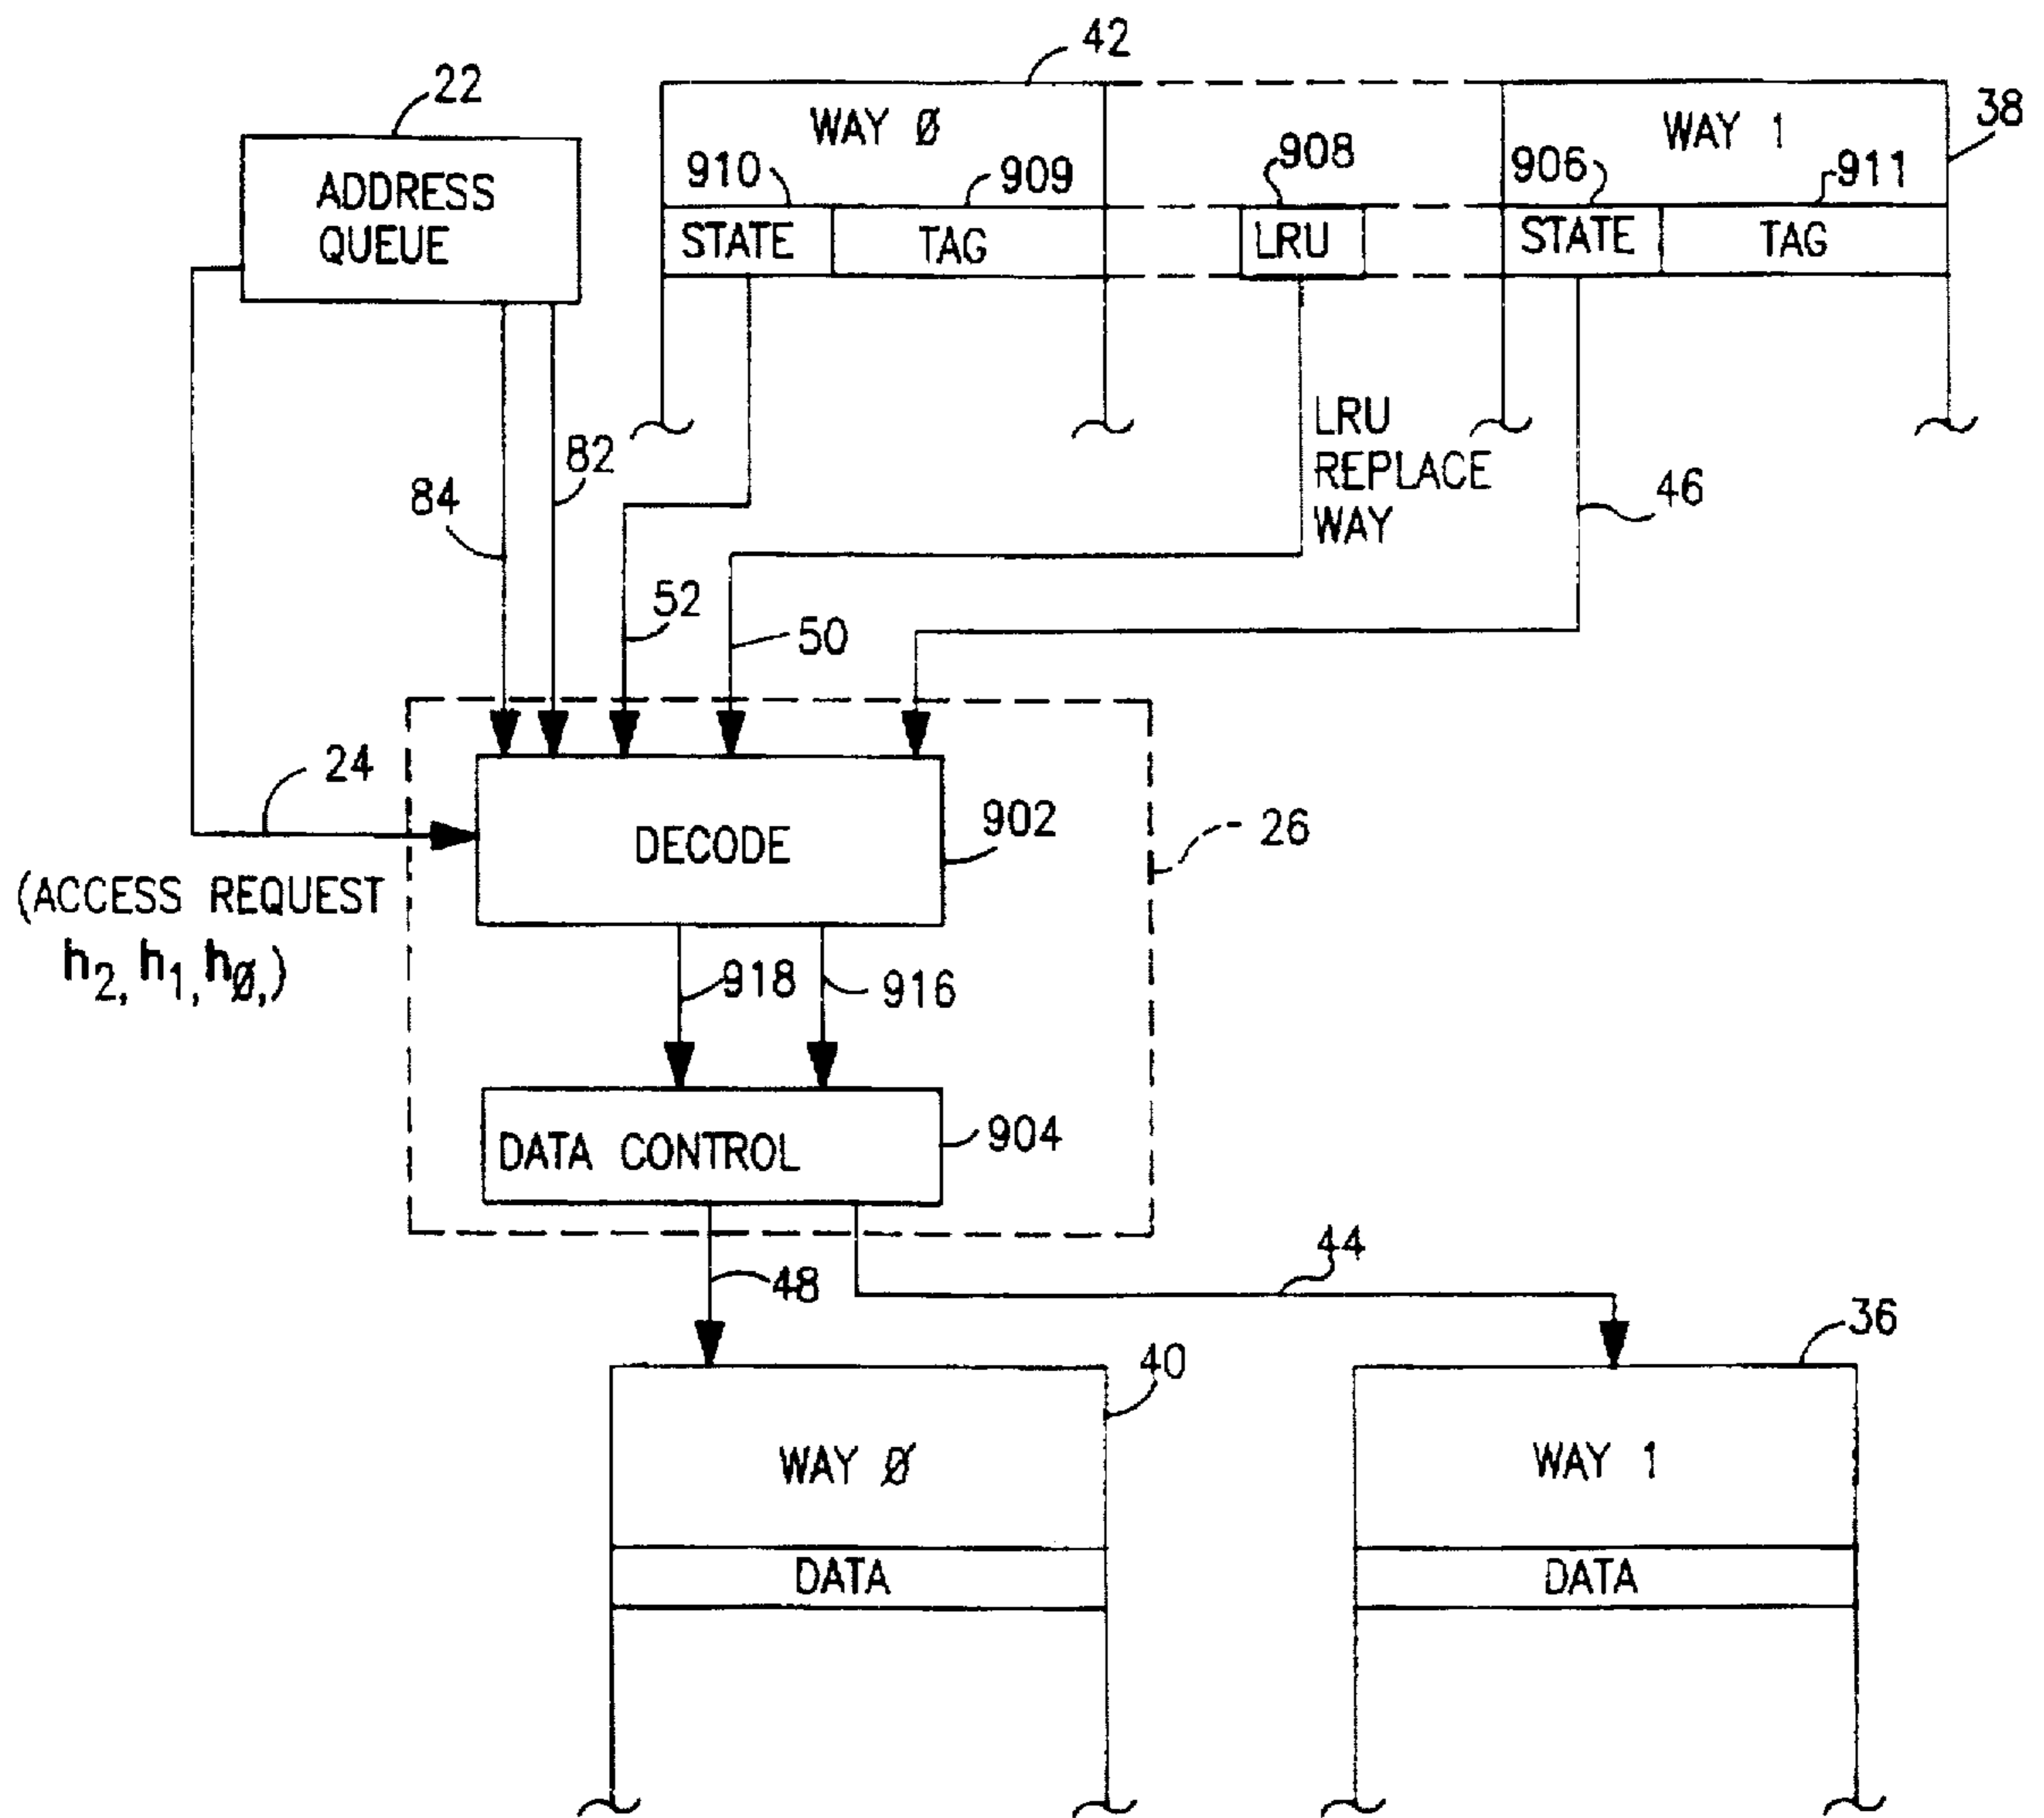 42
22
WAY Ø
WAY 1
38
ADDRESS
QUEUE
910
909
908
906
911
STATE
TAG
LRU
STATE
TAG
LRU
REPLACE
WAY
82
84
46
52
50
24
902
26
DECODE
(ACCESS REQUEST
h2, h1, hØ,)
918
916
904
DATA CONTROL
44
48
36
40
WAY Ø
WAY 1
DATA
DATA